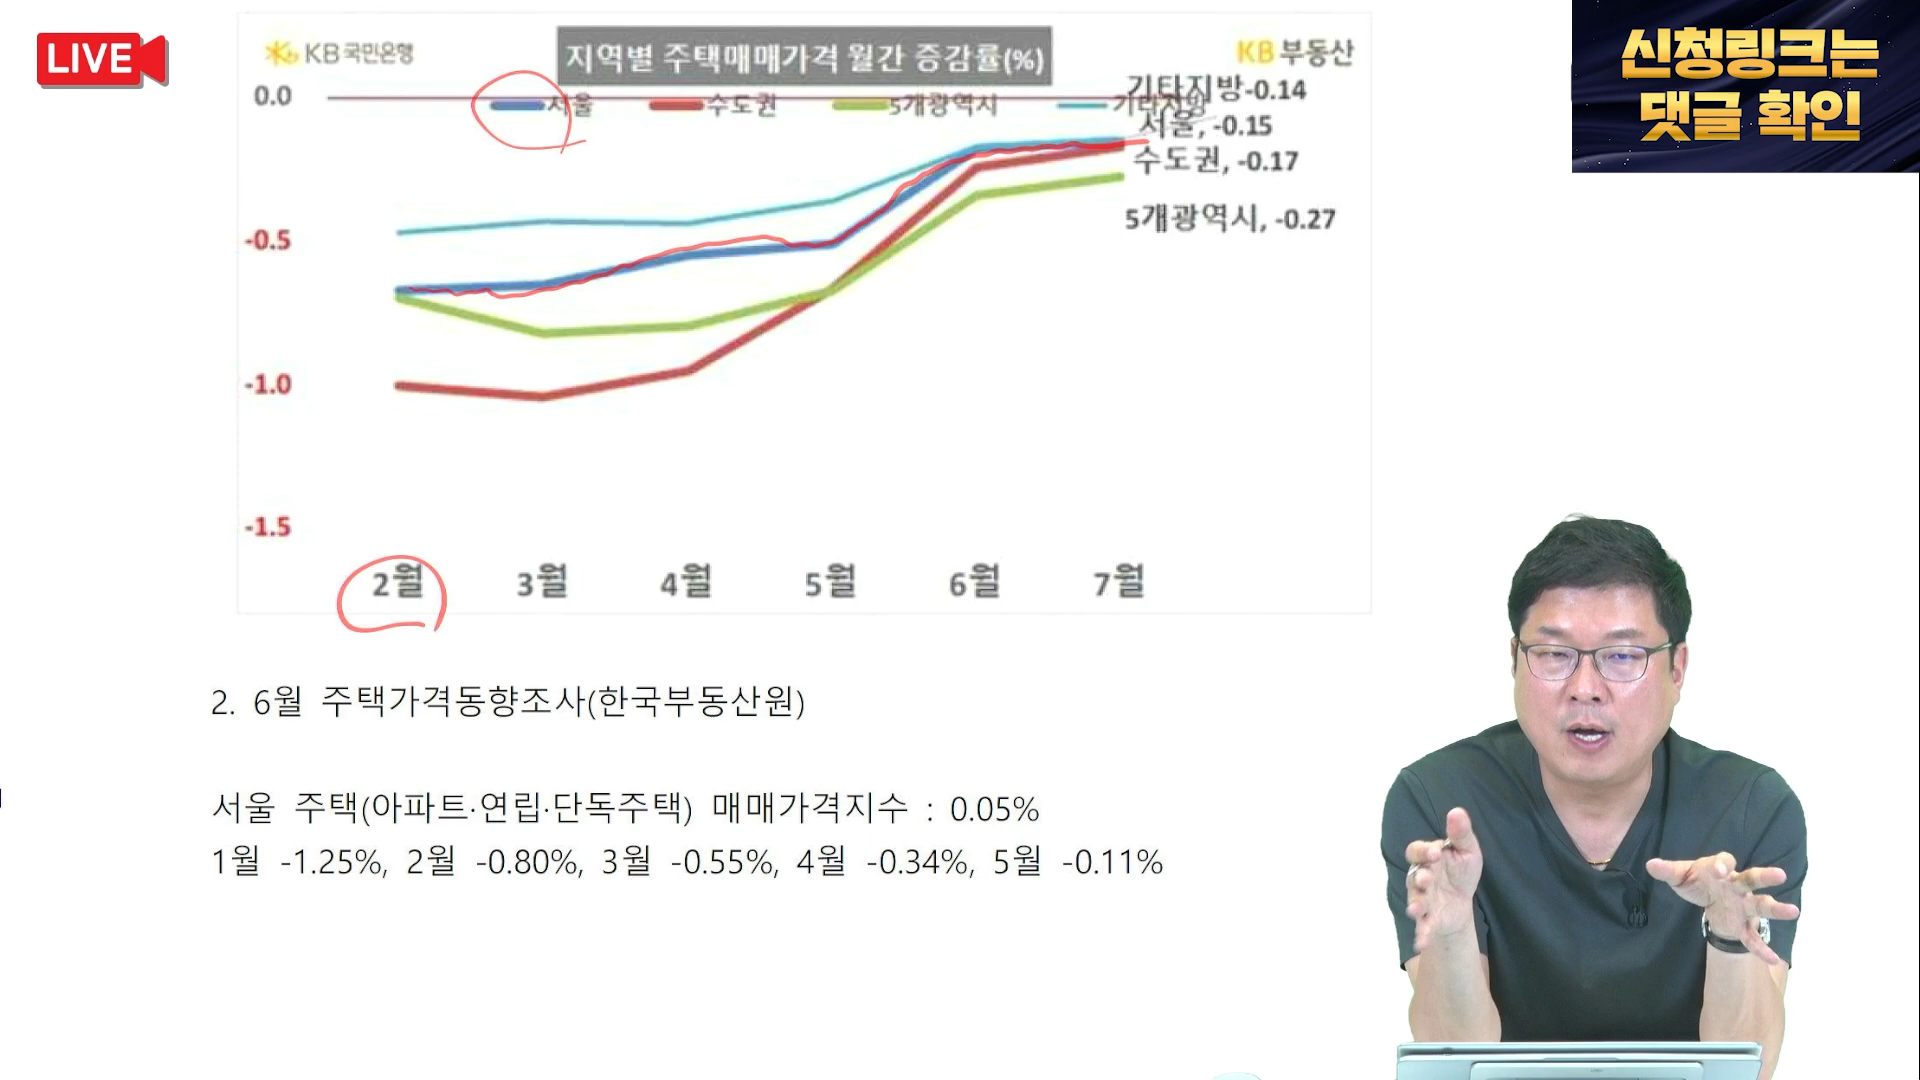 LIVE
KB국민은행
지역별 주택매매가격 월간 증감률(%)
KB부동산
신청링크는
댓글 확인
0.0
서울
수도권
5개광역시
기타지방
기타지방-0.14
서울, -0.15
수도권, -0.17
5개광역시, -0.27
-0.5
-1.0
-1.5
2월 3월 4월 5월 6월 7월
2. 6월 주택가격동향조사(한국부동산원)
서울 주택(아파트·연립·단독주택) 매매가격지수 : 0.05%
1월 -1.25%, 2월 -0.80%, 3월 -0.55%, 4월 -0.34%, 5월 -0.11%